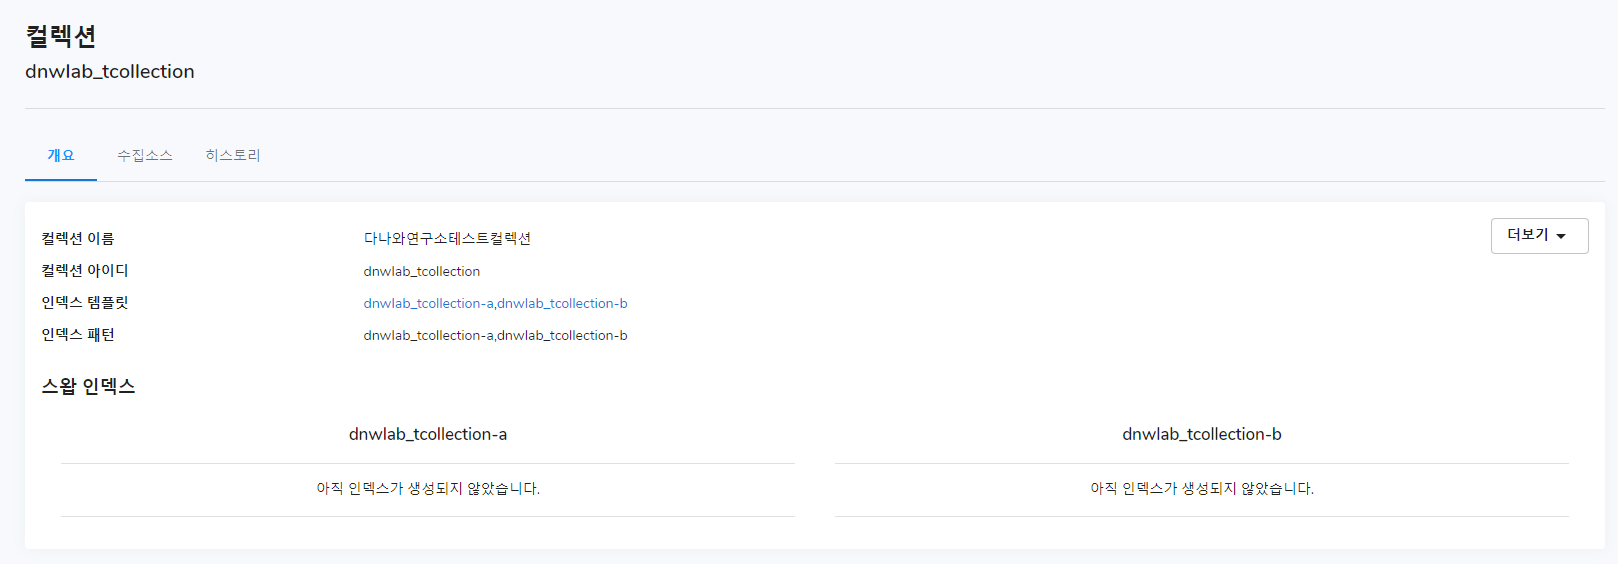 컬렉션
dnwlab_tcollection
개요 수집소스 히스토리
컬렉션 이름 다나와연구소테스트컬렉션 더보기
컬렉션 아이디 dnwlab_tcollection
인덱스 템플릿 dnwlab_tcollection-a,dnwlab_tcollection-b
인덱스 패턴 dnwlab_tcollection-a,dnwlab_tcollection-b
스왑 인덱스
dnwlab_tcollection-a dnwlab_tcollection-b
아직 인덱스가 생성되지 않았습니다. 아직 인덱스가 생성되지 않았습니다.